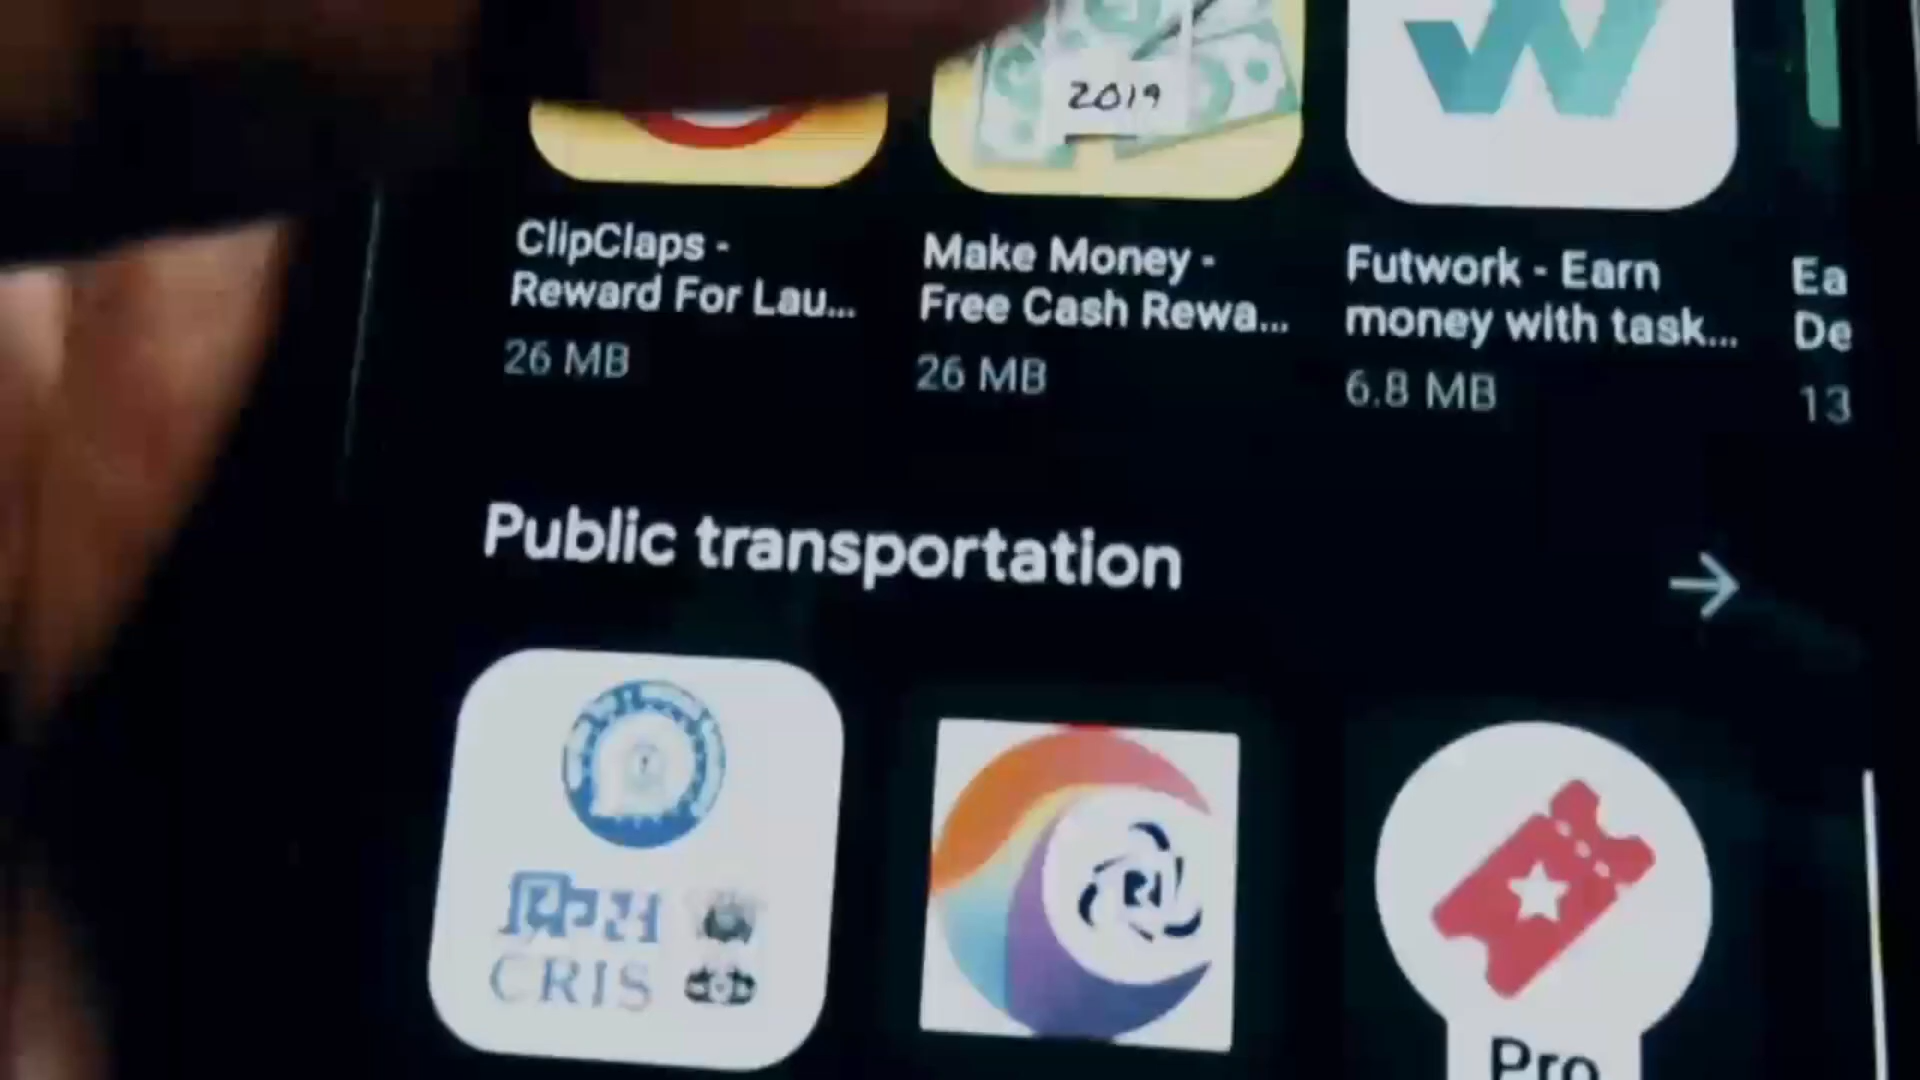 2019
ClipClaps -
Reward For Lau...
26 MB
Make Money -
Free Cash Rewa...
26 MB
Futwork - Earn
money with task...
6.8 MB
Ea
De
13
Public transportation
क्रिस
CRIS
Pro